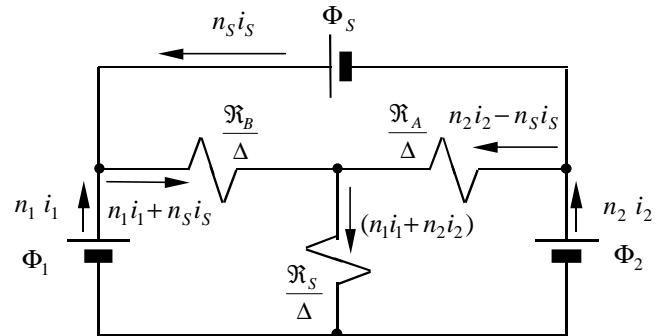 n_S i_S
Φ_S
ℜ_B/Δ
ℜ_A/Δ
n_2 i_2 − n_S i_S
n_1 i_1
n_1 i_1 + n_S i_S
(n_1 i_1 + n_2 i_2)
n_2 i_2
Φ_1
ℜ_S/Δ
Φ_2